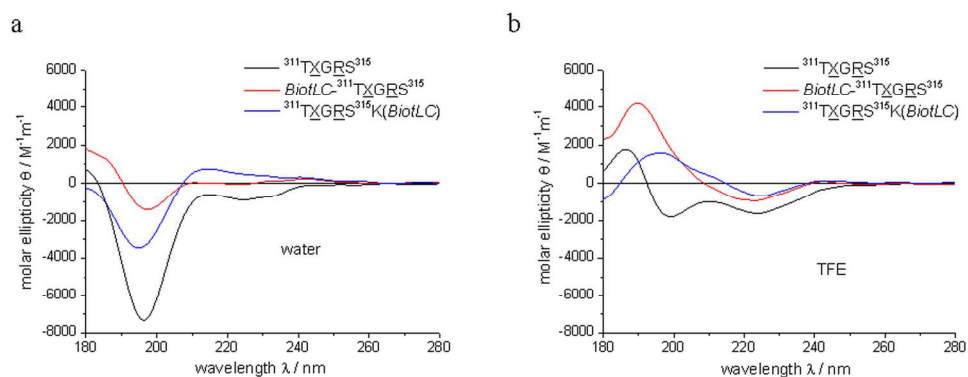 a
³¹¹TXGRS³¹⁵
BiotLC-³¹¹TXGRS³¹⁵
³¹¹TXGRS³¹⁵K(BiotLC)
6000
4000
2000
0
-2000
-4000
-6000
-8000
molar ellipticity θ / M⁻¹m⁻¹
water
180 200 220 240 260 280
wavelength λ / nm
b
³¹¹TXGRS³¹⁵
BiotLC-³¹¹TXGRS³¹⁵
³¹¹TXGRS³¹⁵K(BiotLC)
6000
4000
2000
0
-2000
-4000
-6000
-8000
molar ellipticity θ / M⁻¹m⁻¹
TFE
180 200 220 240 260 280
wavelength λ / nm